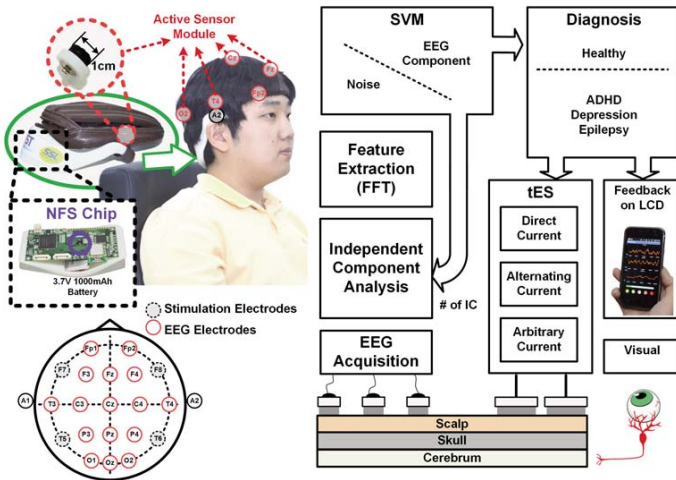 Active Sensor
Module
1cm
Cz
Fz
Fp2
T4
O2
A2
NFS Chip
3.7V 1000mAh
Battery
Stimulation Electrodes
EEG Electrodes
Fp1
Fp2
F7
F3
Fz
F4
F8
A1
T3
C3
Cz
C4
T4
A2
T5
P3
Pz
P4
T6
O1
Oz
O2
SVM
EEG
Component
Noise
Feature
Extraction
(FFT)
Independent
Component
Analysis
# of IC
EEG
Acquisition
Diagnosis
Healthy
ADHD
Depression
Epilepsy
tES
Direct
Current
Alternating
Current
Arbitrary
Current
Feedback
on LCD
Visual
Scalp
Skull
Cerebrum